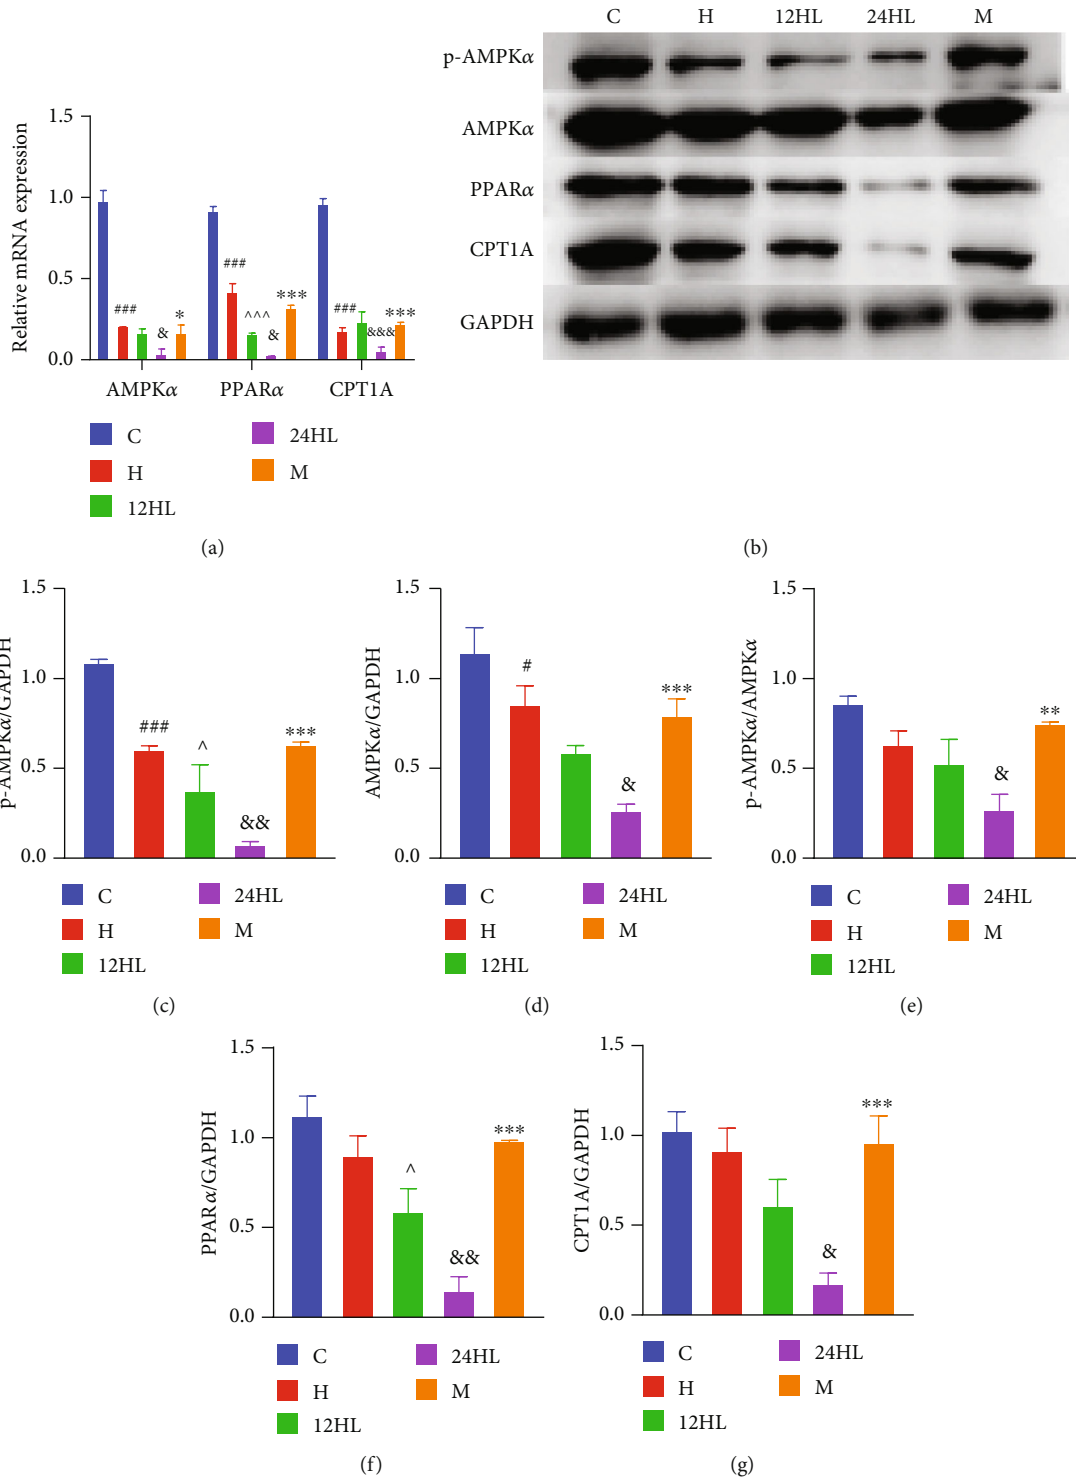 C H 12HL 24HL M
p-AMPKα
AMPKα
PPARα
CPT1A
GAPDH
Relative mRNA expression
1.5
1.0
0.5
0.0
### & *
### ^^^ & ***
### &&& ***
AMPKα PPARα CPT1A
C 24HL
H M
12HL
(a) (b)
p-AMPKα/GAPDH
1.5
1.0
0.5
0.0
### ^ && ***
C 24HL
H M
12HL
(c)
AMPKα/GAPDH
1.5
1.0
0.5
0.0
# & ***
C 24HL
H M
12HL
(d)
p-AMPKα/AMPKα
1.5
1.0
0.5
0.0
& **
C 24HL
H M
12HL
(e)
PPARα/GAPDH
1.5
1.0
0.5
0.0
^ && ***
C 24HL
H M
12HL
(f)
CPT1A/GAPDH
1.5
1.0
0.5
0.0
& ***
C 24HL
H M
12HL
(g)